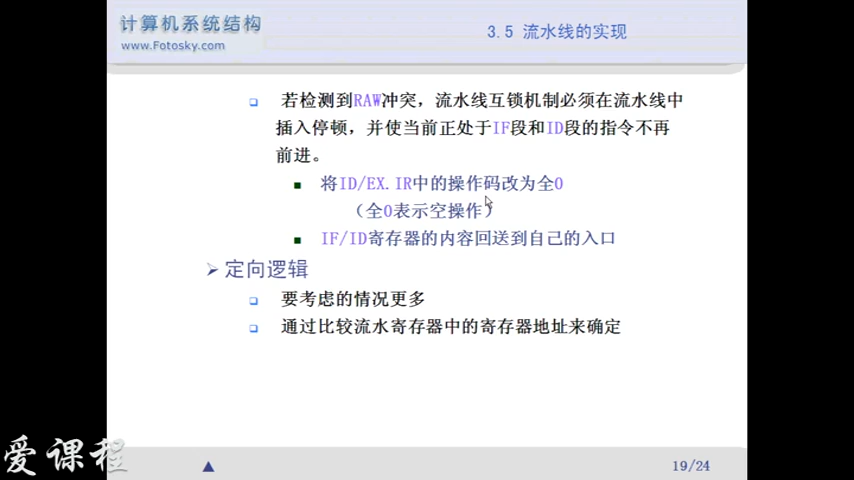 计算机系统结构
www.Fotosky.com
3.5 流水线的实现
若检测到RAW冲突，流水线互锁机制必须在流水线中
插入停顿，并使当前正处于IF段和ID段的指令不再
前进。
将ID/EX.IR中的操作码改为全0
（全0表示空操作）
IF/ID寄存器的内容回送到自己的入口
定向逻辑
要考虑的情况更多
通过比较流水寄存器中的寄存器地址来确定
爱课程
19/24